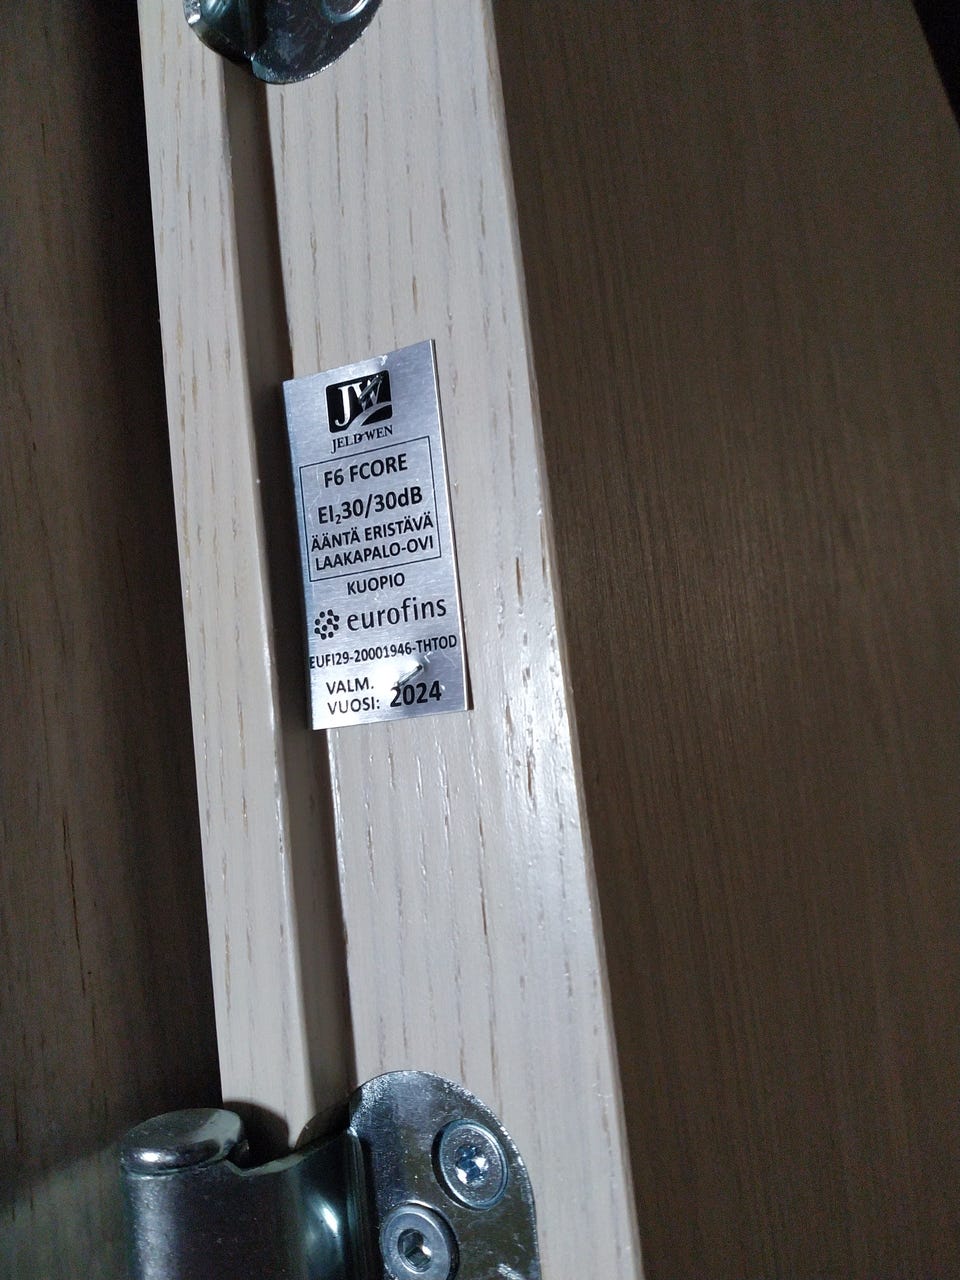 JW
JELD-WEN
F6 FCORE
EI₂30/30dB
ÄÄNTÄ ERISTÄVÄ
LAAKAPALO-OVI
KUOPIO
eurofins
EUFI29-20001946-THTOD
VALM.
VUOSI: 2024